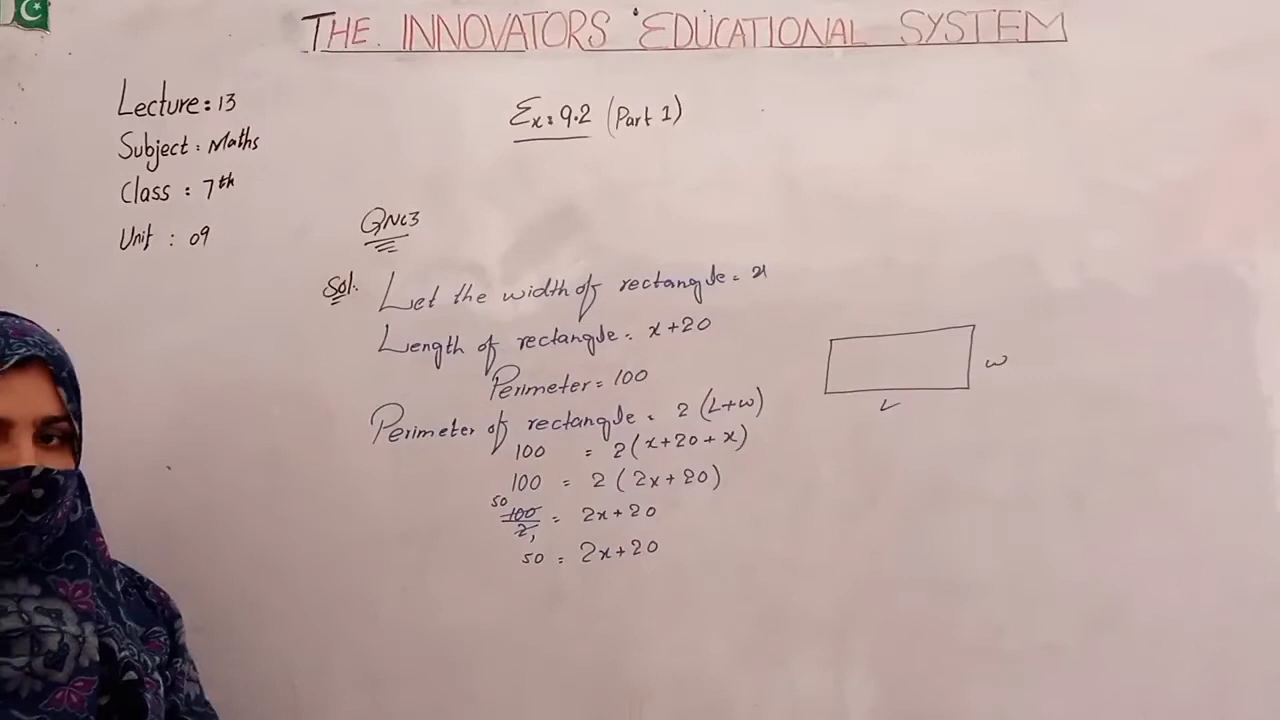 THE INNOVATORS EDUCATIONAL SYSTEM
Lecture: 13
Subject: Maths
Class : 7th
Unit : 09
Ex: 9.2 (Part 1)
QNo3
Sol. Let the width of rectangle = x
Length of rectangle = x+20
Perimeter = 100
Perimeter of rectangle = 2 (L+w)
100 = 2(x+20+x)
100 = 2(2x+20)
50
100/2, = 2x+20
50 = 2x+20
w
L